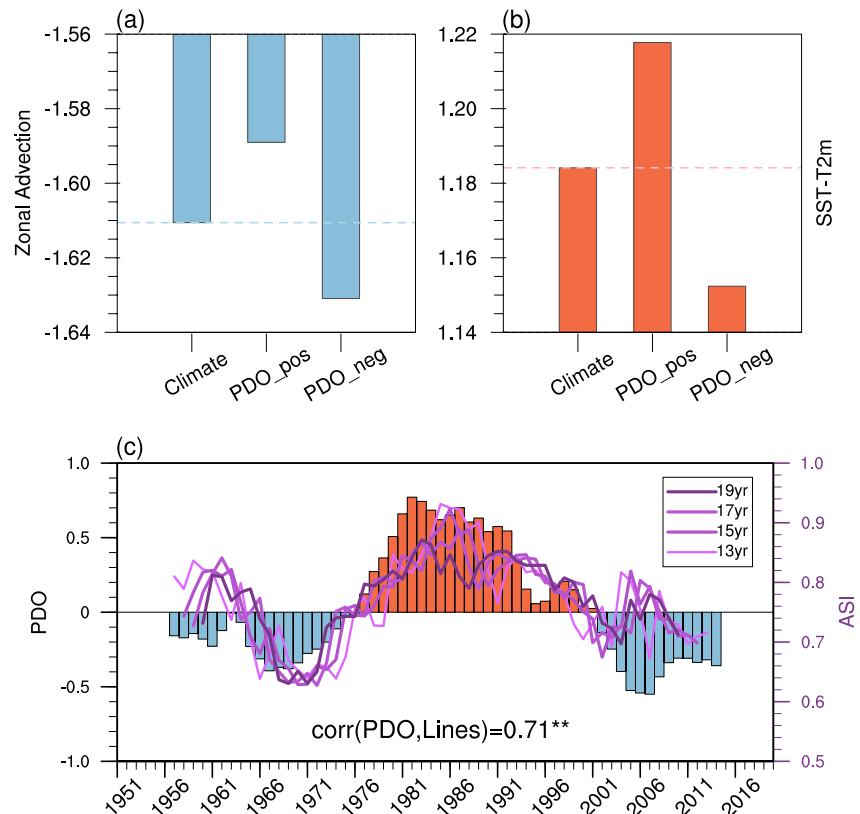 (a)
(b)
-1.56
-1.58
-1.60
-1.62
-1.64
Zonal Advection
Climate
PDO_pos
PDO_neg
1.22
1.20
1.18
1.16
1.14
SST-T2m
Climate
PDO_pos
PDO_neg
(c)
1.0
0.5
0
-0.5
-1.0
PDO
19yr
17yr
15yr
13yr
1.0
0.9
0.8
0.7
0.6
0.5
ASI
corr(PDO,Lines)=0.71**
1951
1956
1961
1966
1971
1976
1981
1986
1991
1996
2001
2006
2011
2016